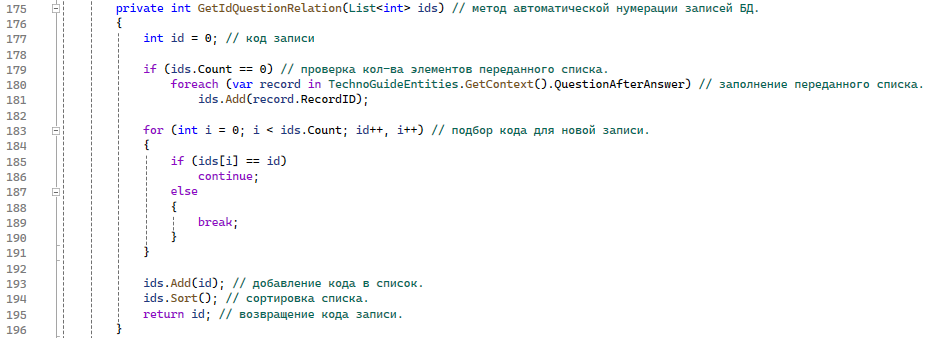 175 private int GetIdQuestionRelation(List<int> ids) // метод автоматической нумерации записей БД.
176 {
177 int id = 0; // код записи
178
179 if (ids.Count == 0) // проверка кол-ва элементов переданного списка.
180 foreach (var record in TechnoGuideEntities.GetContext().QuestionAfterAnswer) // заполнение переданного списка.
181 ids.Add(record.RecordID);
182
183 for (int i = 0; i < ids.Count; id++, i++) // подбор кода для новой записи.
184 {
185 if (ids[i] == id)
186 continue;
187 else
188 {
189 break;
190 }
191 }
192
193 ids.Add(id); // добавление кода в список.
194 ids.Sort(); // сортировка списка.
195 return id; // возвращение кода записи.
196 }